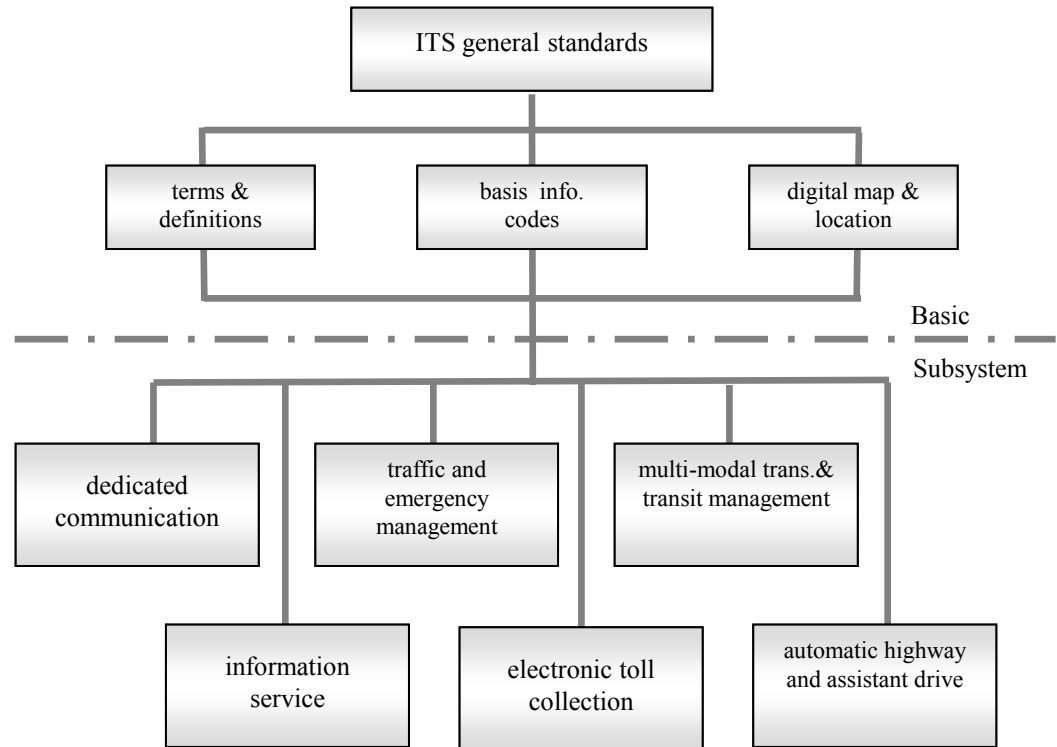 ITS general standards
terms &
definitions
basis info.
codes
digital map &
location
Basic
Subsystem
dedicated
communication
traffic and
emergency
management
multi-modal trans.&
transit management
information
service
electronic toll
collection
automatic highway
and assistant drive